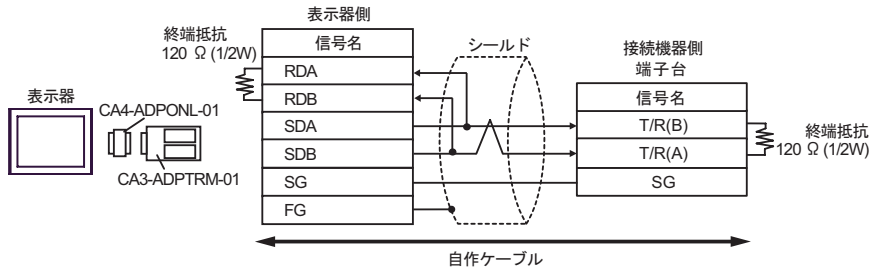 表示器側
終端抵抗
120 Ω (1/2W)
信号名
RDA
RDB
SDA
SDB
SG
FG
シールド
接続機器側
端子台
信号名
T/R(B)
T/R(A)
SG
終端抵抗
120 Ω (1/2W)
表示器
CA4-ADPONL-01
CA3-ADPTRM-01
自作ケーブル